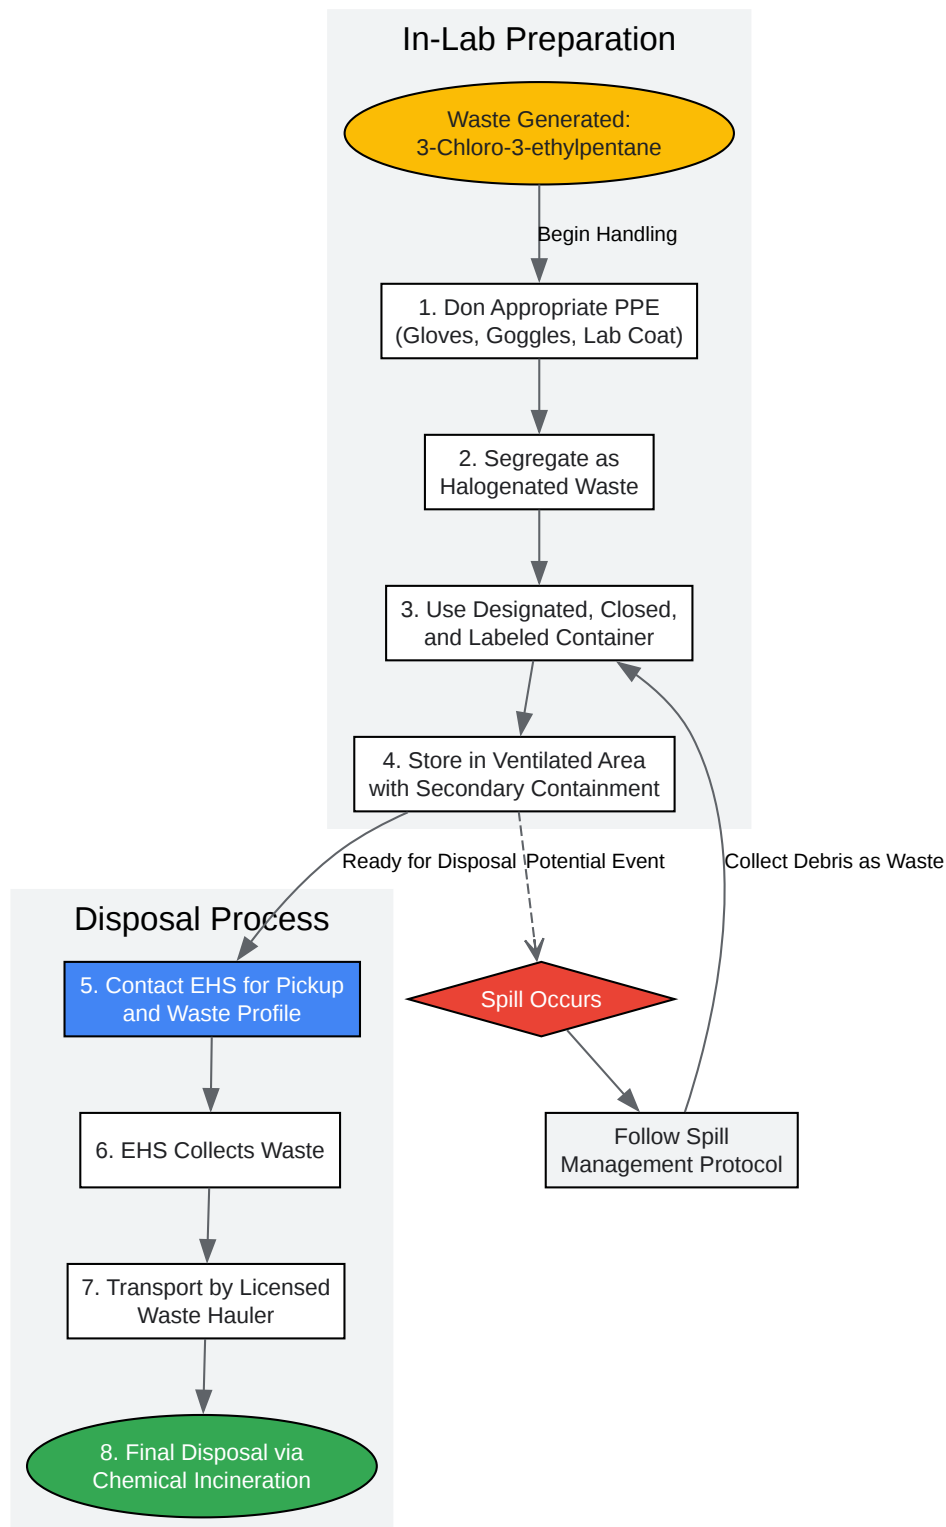 In-Lab Preparation
Waste Generated:
3-Chloro-3-ethylpentane
Begin Handling
1. Don Appropriate PPE
(Gloves, Goggles, Lab Coat)
2. Segregate as
Halogenated Waste
3. Use Designated, Closed,
and Labeled Container
4. Store in Ventilated Area
with Secondary Containment
Ready for Disposal
Potential Event
Collect Debris as Waste
Disposal Process
5. Contact EHS for Pickup
and Waste Profile
Spill Occurs
6. EHS Collects Waste
Follow Spill
Management Protocol
7. Transport by Licensed
Waste Hauler
8. Final Disposal via
Chemical Incineration